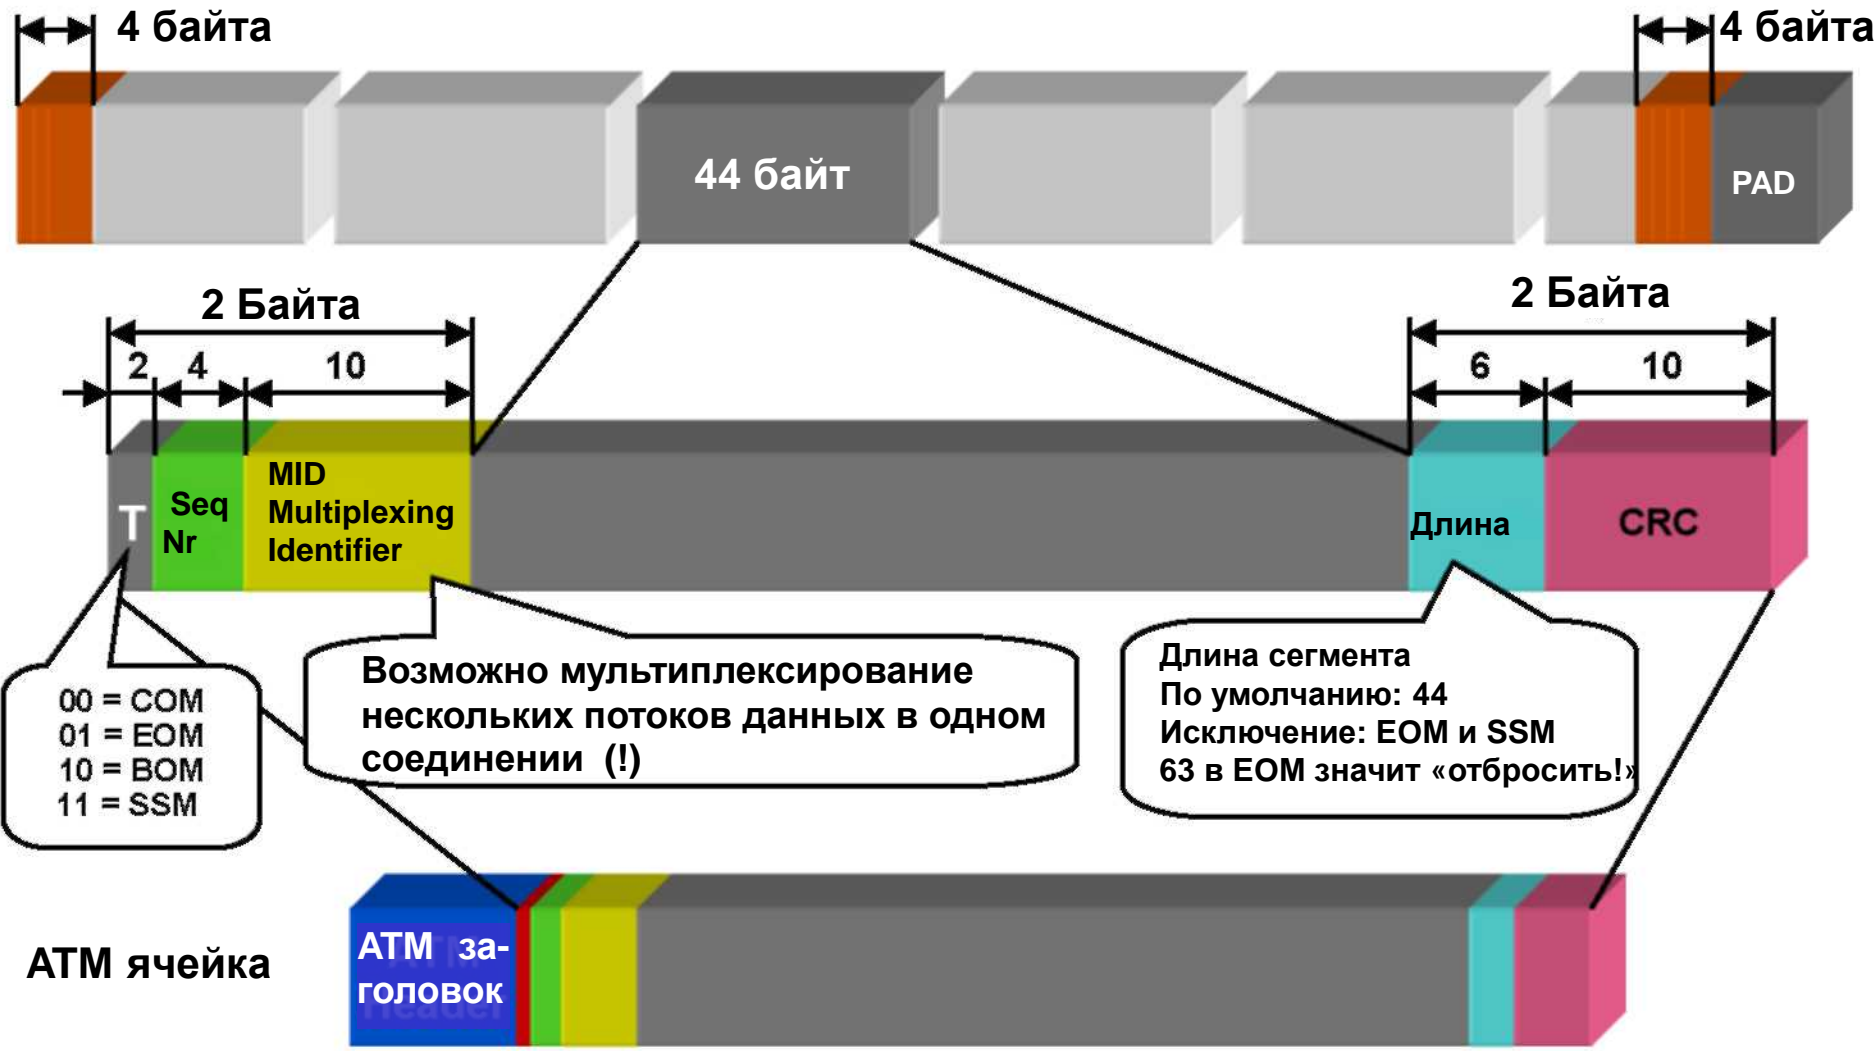 4 байта
4 байта
44 байт
PAD
2 Байта
2 Байта
2 4 10
6 10
T
Seq
Nr
MID
Multiplexing
Identifier
Длина
CRC
00 = COM
01 = EOM
10 = BOM
11 = SSM
Возможно мультиплексирование
нескольких потоков данных в одном
соединении (!)
Длина сегмента
По умолчанию: 44
Исключение: EOM и SSM
63 в EOM значит «отбросить!»
АТМ ячейка
АТМ за-
головок